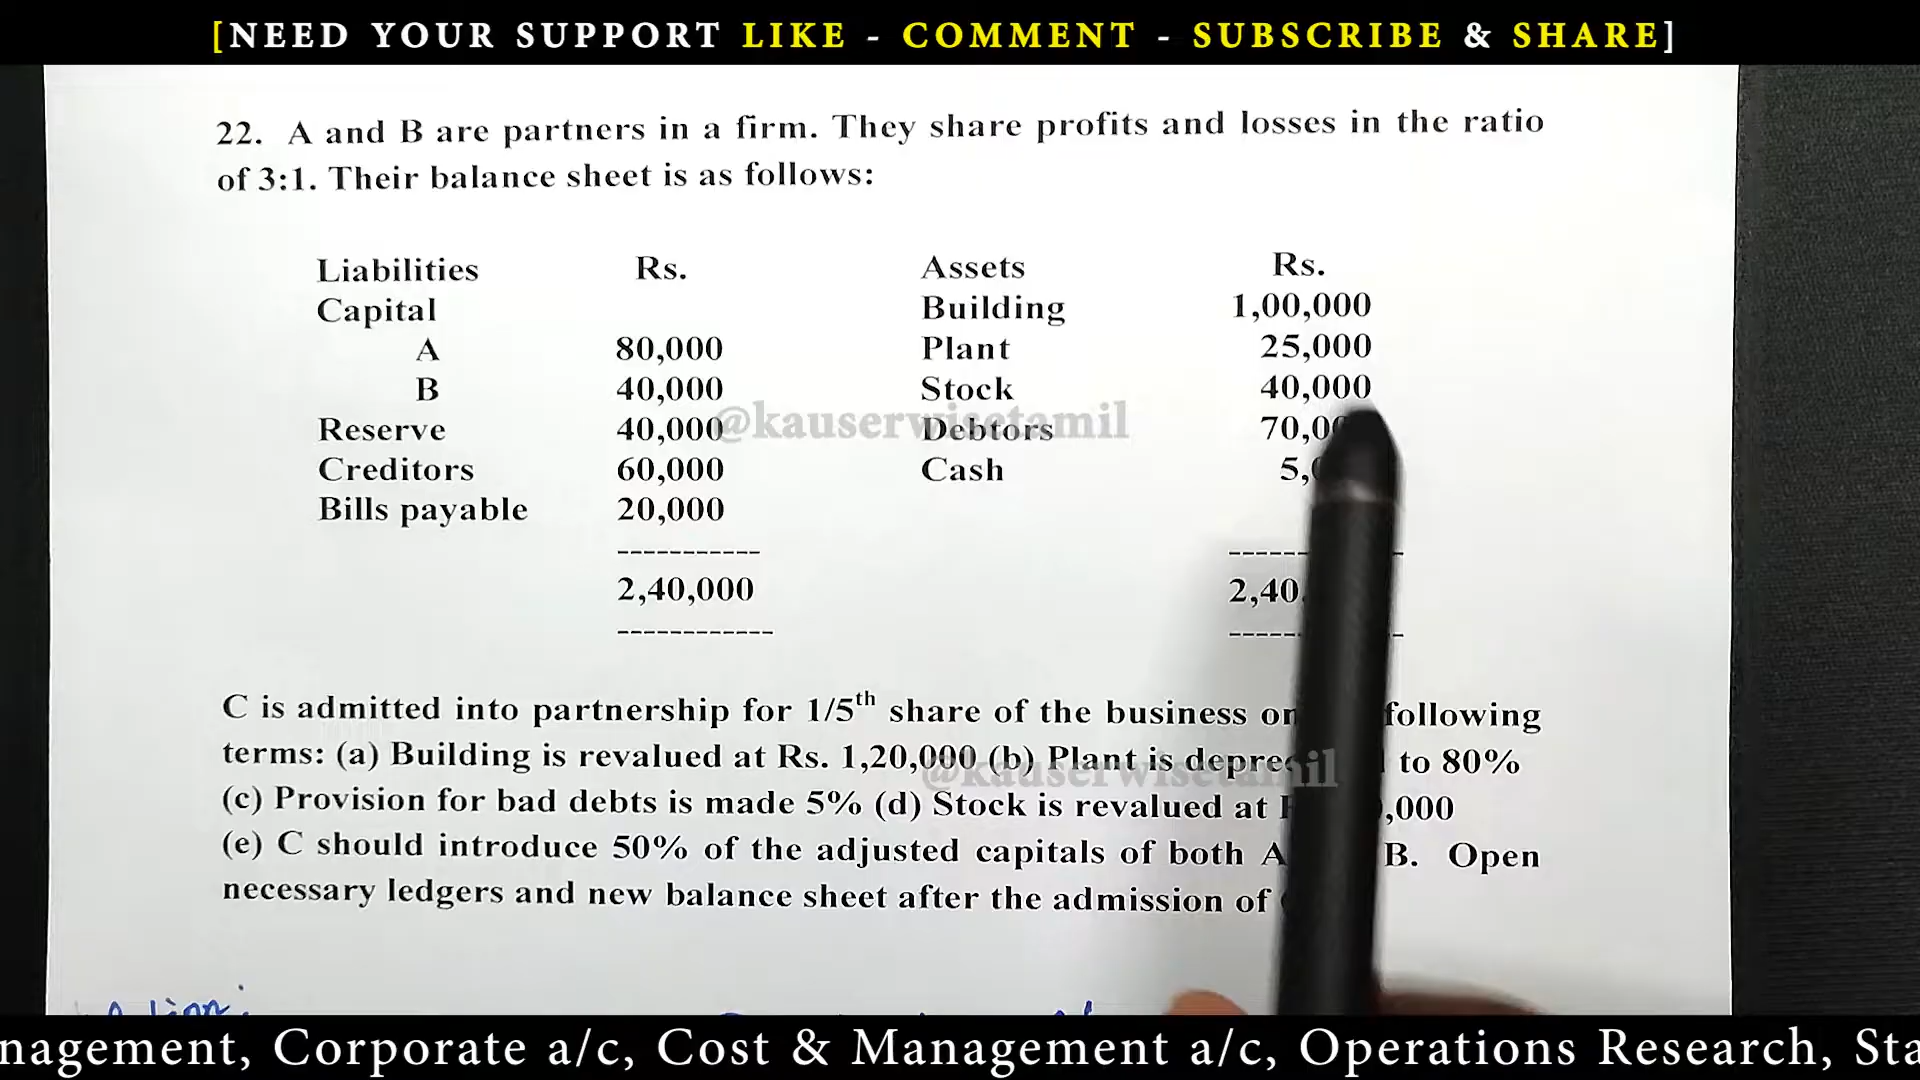 [NEED YOUR SUPPORT LIKE - COMMENT - SUBSCRIBE & SHARE]
22. A and B are partners in a firm. They share profits and losses in the ratio
of 3:1. Their balance sheet is as follows:
Liabilities Rs. Assets Rs.
Capital Building 1,00,000
A 80,000 Plant 25,000
B 40,000 Stock 40,000
@kauserwisetamil
Reserve 40,000 Debtors
Creditors 60,000 Cash
Bills payable 20,000
-----------
2,40,000
------------
C is admitted into partnership for 1/5th share of the business following
terms: (a) Building is revalued at Rs. 1,20,000 (b) Plant is to 80%
@kauserwisetamil
(c) Provision for bad debts is made 5% (d) Stock is revalued at
(e) C should introduce 50% of the adjusted capitals of both A B. Open
necessary ledgers and new balance sheet after the admission of
nagement, Corporate a/c, Cost & Management a/c, Operations Research, Sta